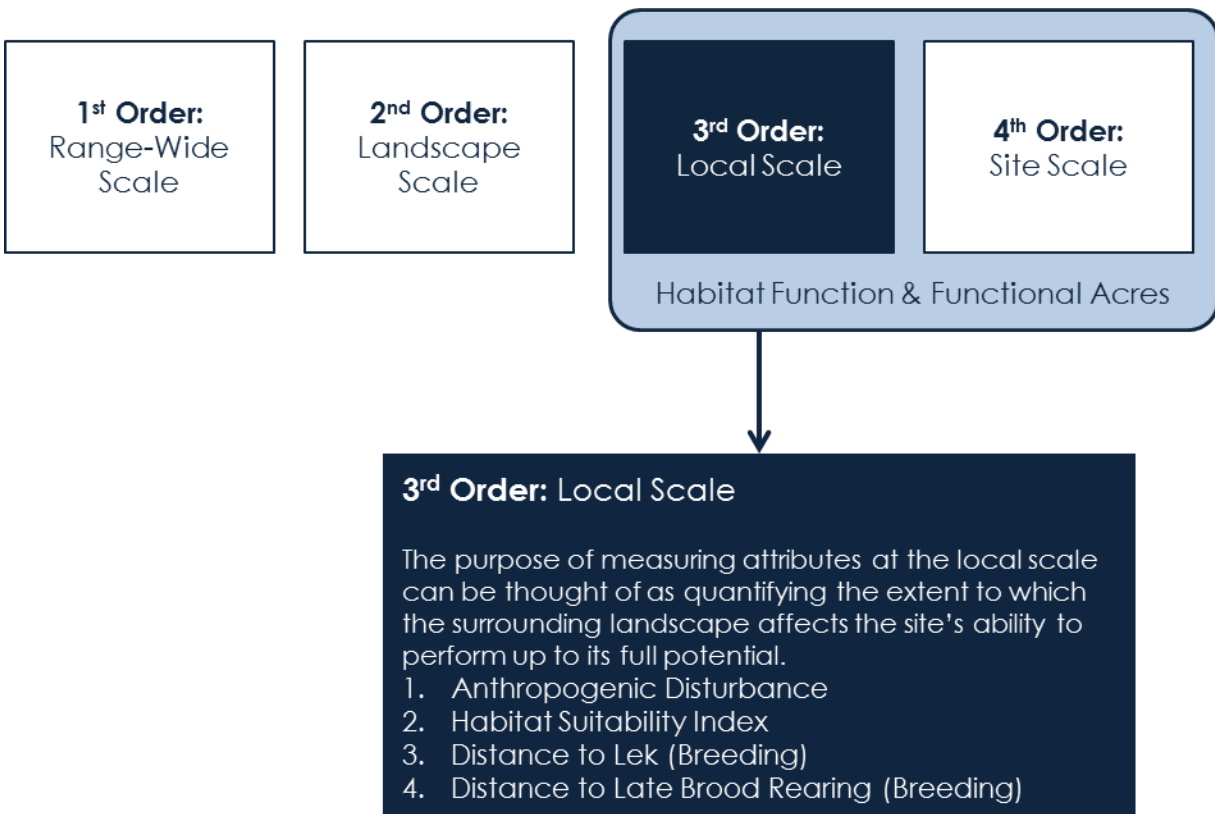 1st Order:
Range-Wide
Scale
2nd Order:
Landscape
Scale
3rd Order:
Local Scale
4th Order:
Site Scale
Habitat Function & Functional Acres
3rd Order: Local Scale
The purpose of measuring attributes at the local scale
can be thought of as quantifying the extent to which
the surrounding landscape affects the site's ability to
perform up to its full potential.
1. Anthropogenic Disturbance
2. Habitat Suitability Index
3. Distance to Lek (Breeding)
4. Distance to Late Brood Rearing (Breeding)